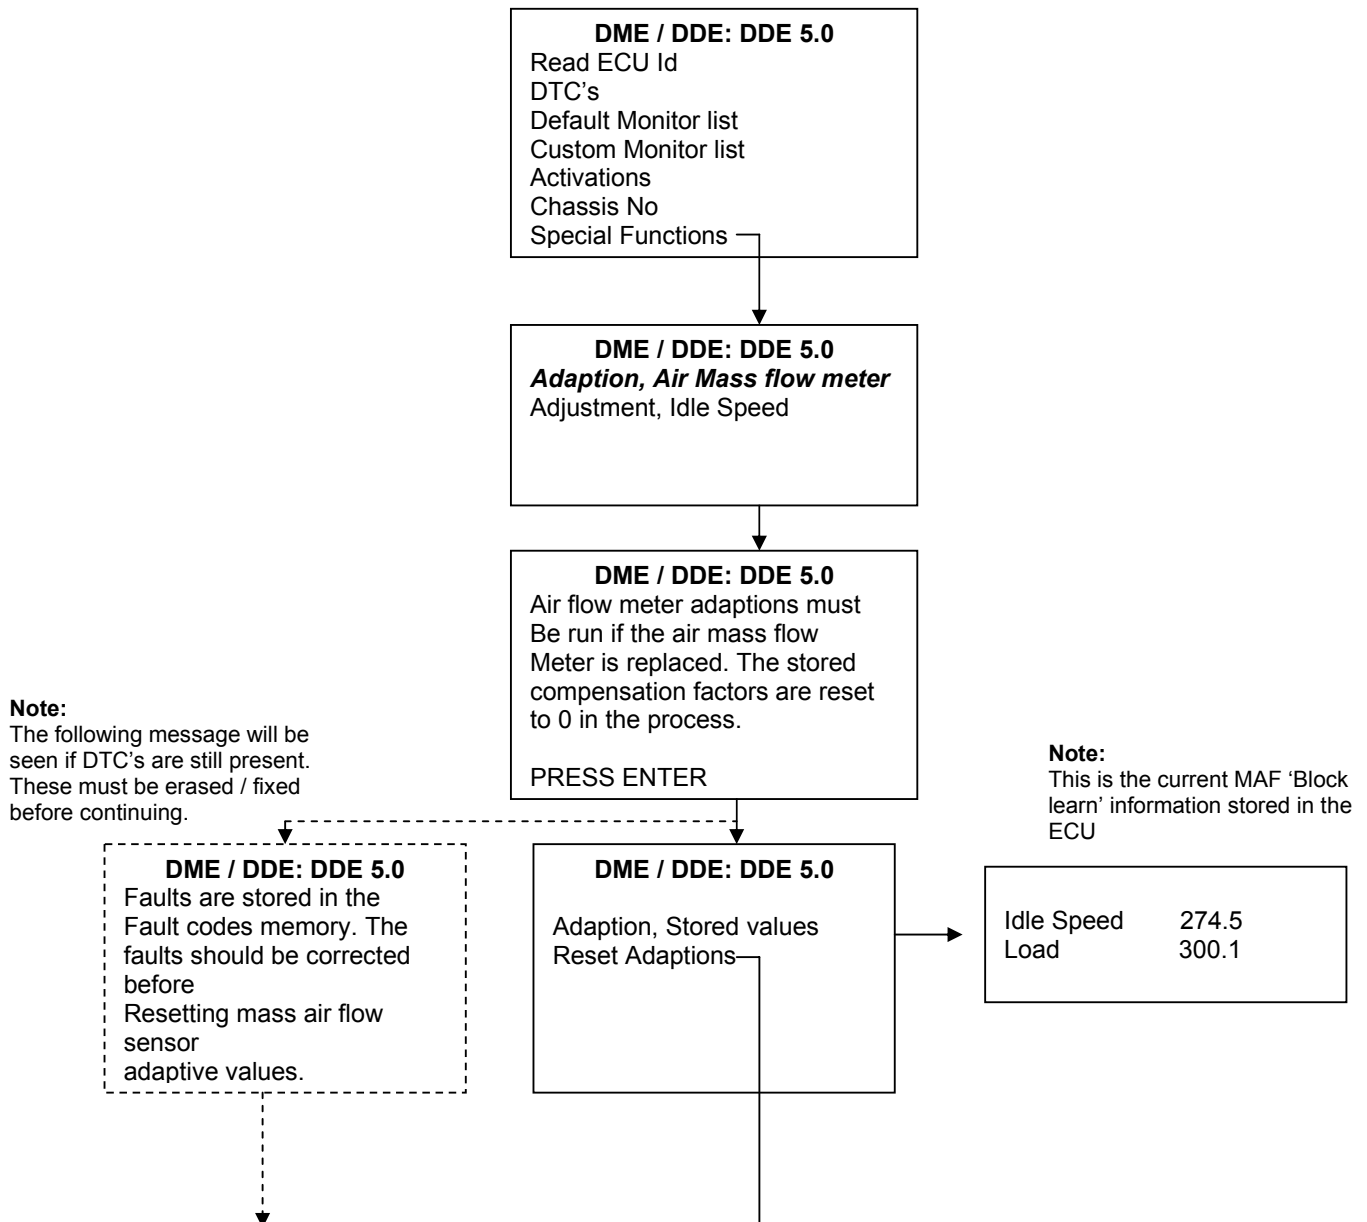 DME / DDE: DDE 5.0
Read ECU Id
DTC's
Default Monitor list
Custom Monitor list
Activations
Chassis No
Special Functions
DME / DDE: DDE 5.0
Adaption, Air Mass flow meter
Adjustment, Idle Speed
DME / DDE: DDE 5.0
Air flow meter adaptions must
Be run if the air mass flow
Meter is replaced. The stored
compensation factors are reset
to 0 in the process.
PRESS ENTER
Note:
The following message will be
seen if DTC's are still present.
These must be erased / fixed
before continuing.
Note:
This is the current MAF ‘Block
learn’ information stored in the
ECU
DME / DDE: DDE 5.0
Faults are stored in the
Fault codes memory. The
faults should be corrected
before
Resetting mass air flow
sensor
adaptive values.
DME / DDE: DDE 5.0
Adaption, Stored values
Reset Adaptions
Idle Speed 274.5
Load 300.1